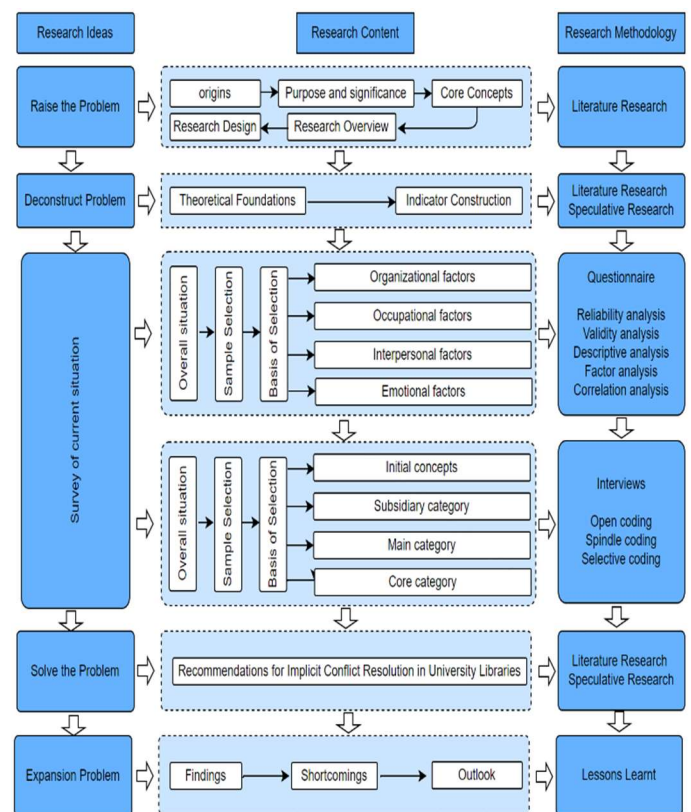 Research Ideas
Research Content
Research Methodology
Raise the Problem
origins
Purpose and significance
Core Concepts
Research Design
Research Overview
Literature Research
Deconstruct Problem
Theoretical Foundations
Indicator Construction
Literature Research
Speculative Research
Survey of current situation
Overall situation
Sample Selection
Basis of Selection
Organizational factors
Occupational factors
Interpersonal factors
Emotional factors
Questionnaire
Reliability analysis
Validity analysis
Descriptive analysis
Factor analysis
Correlation analysis
Overall situation
Sample Selection
Basis of Selection
Initial concepts
Subsidiary category
Main category
Core category
Interviews
Open coding
Spindle coding
Selective coding
Solve the Problem
Recommendations for Implicit Conflict Resolution in University Libraries
Literature Research
Speculative Research
Expansion Problem
Findings
Shortcomings
Outlook
Lessons Learnt